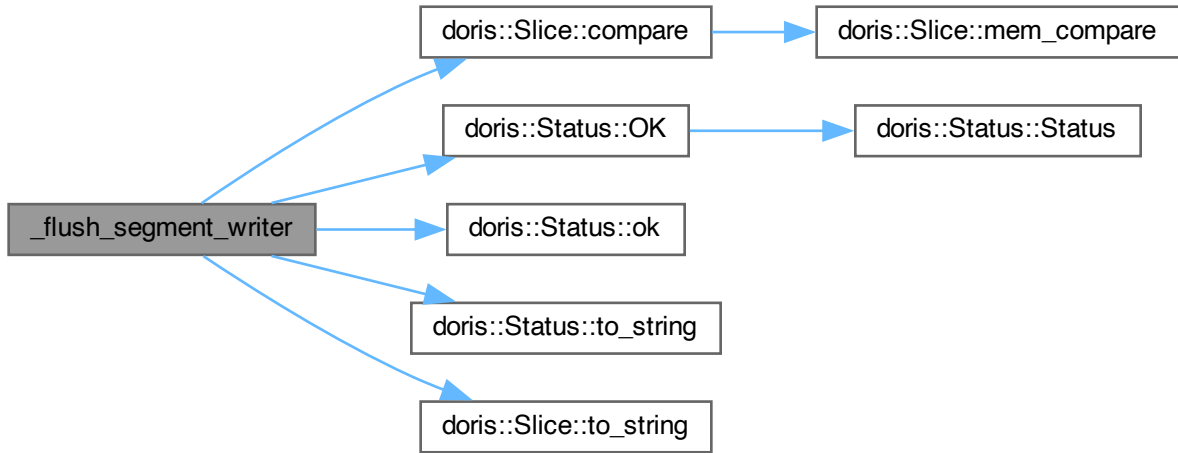 doris::Slice::compare
doris::Slice::mem_compare
doris::Status::OK
doris::Status::Status
_flush_segment_writer
doris::Status::ok
doris::Status::to_string
doris::Slice::to_string